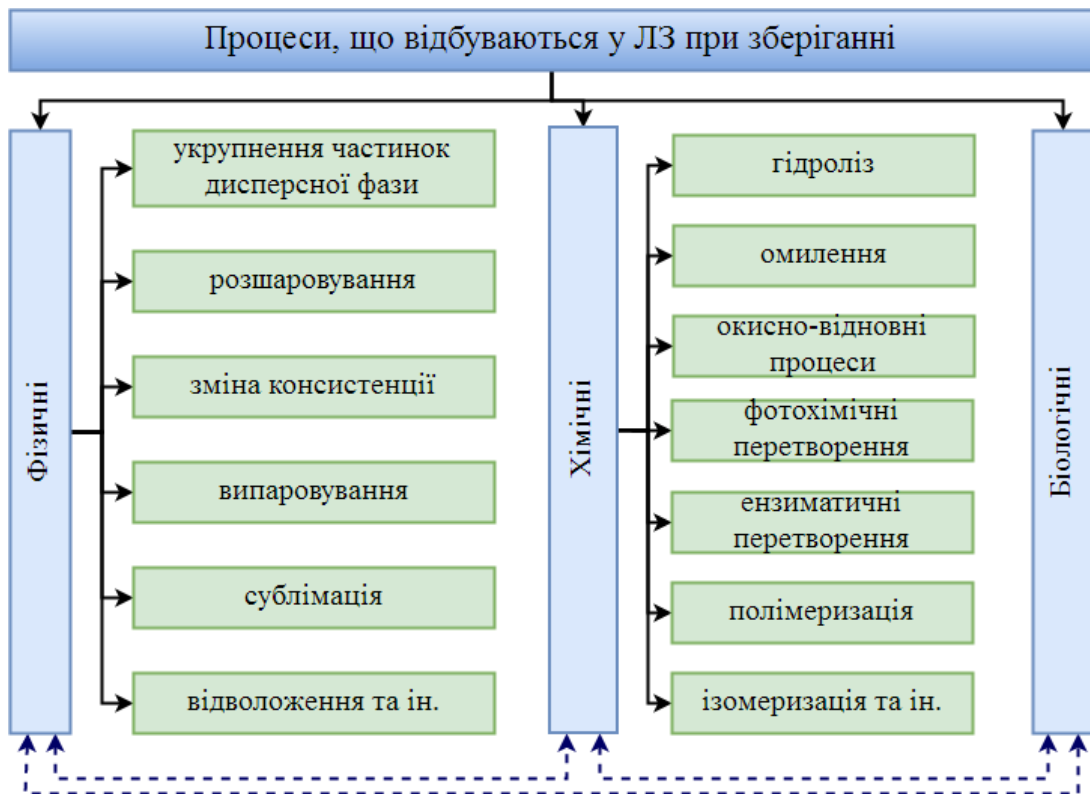 Процеси, що відбуваються у ЛЗ при зберіганні
Фізичні
укрупнення частинок
дисперсної фази
розшаровування
зміна консистенції
випаровування
сублімація
відволоження та ін.
Хімічні
гідроліз
омилення
окисно-відновні
процеси
фотохімічні
перетворення
ензиматичні
перетворення
полімеризація
ізомеризація та ін.
Біологічні